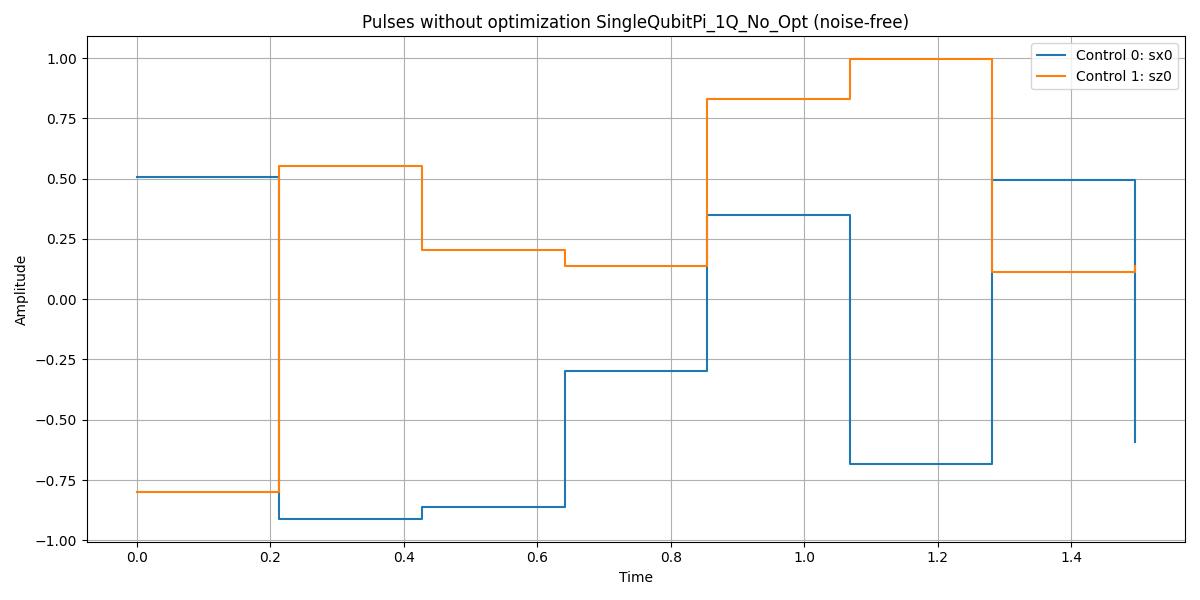 Pulses without optimization SingleQubitPi_1Q_No_Opt (noise-free)
Control 0: sx0
Control 1: sz0
Amplitude
1.00
0.75
0.50
0.25
0.00
−0.25
−0.50
−0.75
−1.00
0.0 0.2 0.4 0.6 0.8 1.0 1.2 1.4
Time